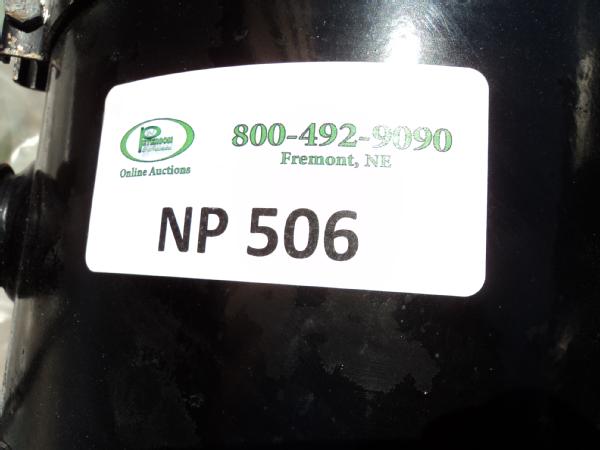 800-492-9090
Fremont, NE
Online Auctions
NP 506